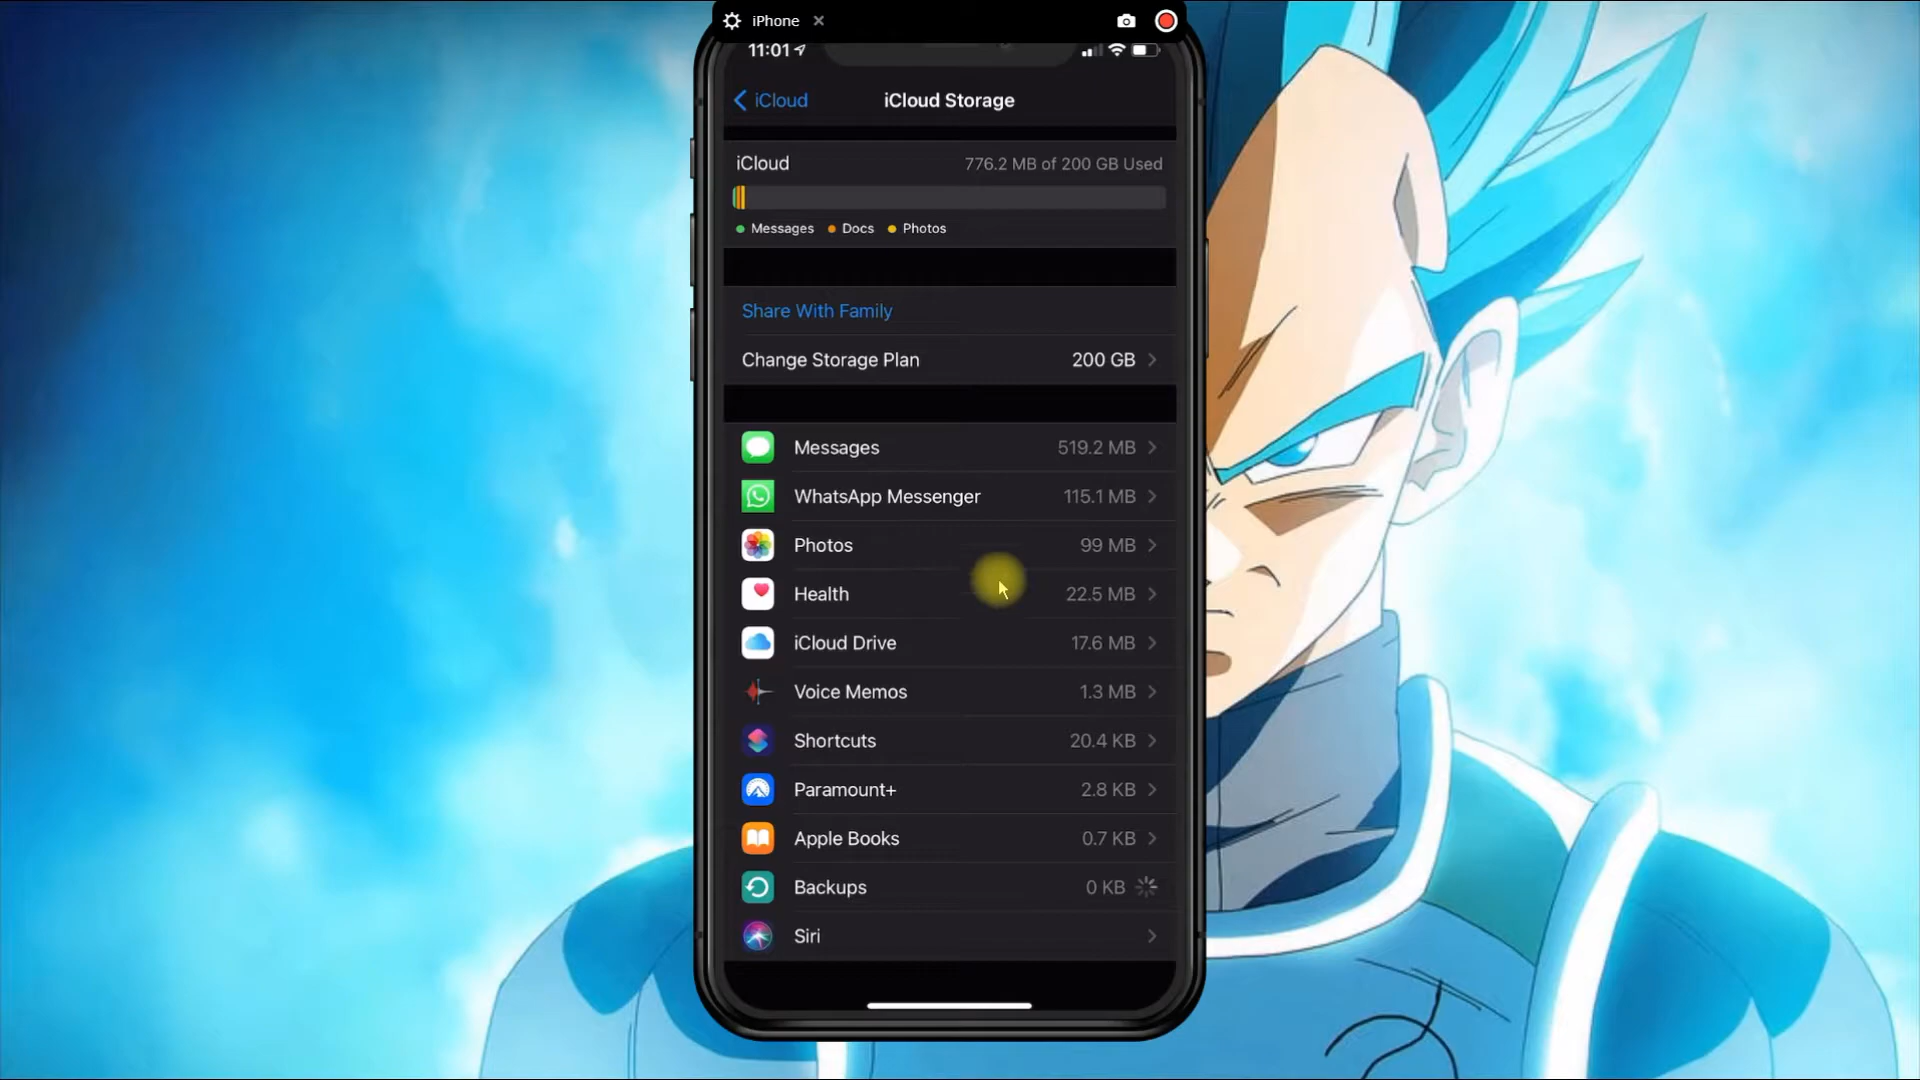 iPhone ×
11:01
iCloud
iCloud Storage
iCloud 776.2 MB of 200 GB Used
Messages Docs Photos
Share With Family
Change Storage Plan 200 GB
Messages 519.2 MB
WhatsApp Messenger 115.1 MB
Photos 99 MB
Health 22.5 MB
iCloud Drive 17.6 MB
Voice Memos 1.3 MB
Shortcuts 20.4 KB
Paramount+ 2.8 KB
Apple Books 0.7 KB
Backups 0 KB
Siri